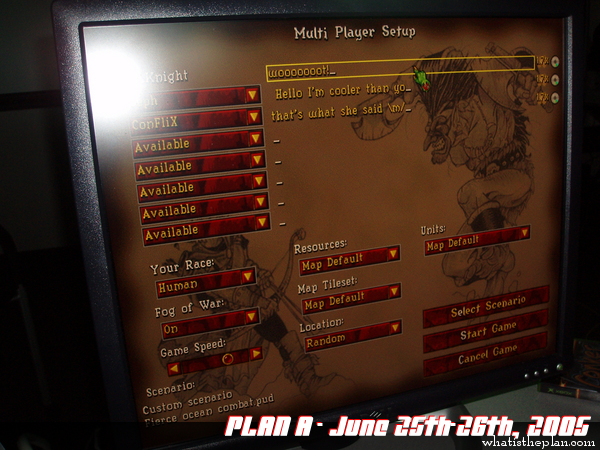 Multi Player Setup
Knight
woooooot!_
ph
Hello I'm cooler than yo_
ConFliX
that's what she said \m/_
Available
Available
Available
Available
Available
Your Race:
Human
Fog of War:
On
Game Speed:
Resources:
Map Default
Map Tileset:
Map Default
Location:
Random
Units:
Map Default
Select Scenario
Start Game
Cancel Game
Scenario:
Custom scenario
Fierce ocean combat.pud
PLAN A - June 25th-26th, 2005
whatistheplan.com